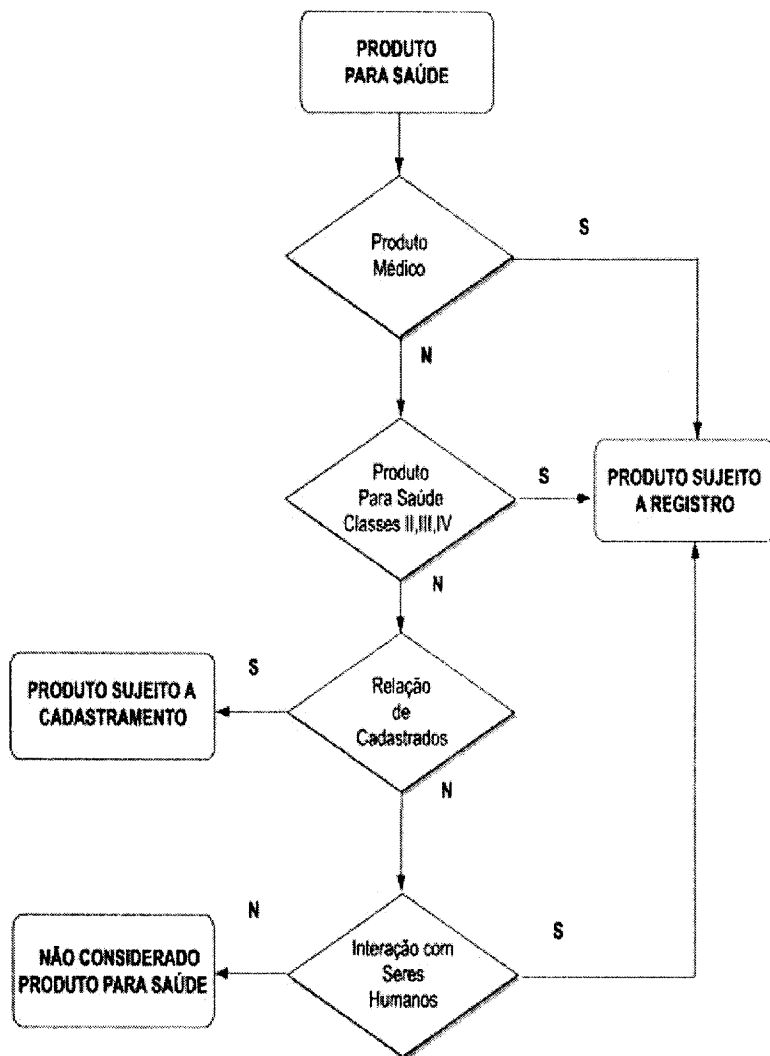 PRODUTO
PARA SAÚDE
Produto
Médico
S
N
Produto
Para Saúde
Classes II,III,IV
S
PRODUTO SUJEITO
A REGISTRO
N
PRODUTO SUJEITO A
CADASTRAMENTO
S
Relação
de
Cadastrados
N
NÃO CONSIDERADO
PRODUTO PARA SAÚDE
N
Interação com
Seres
Humanos
S